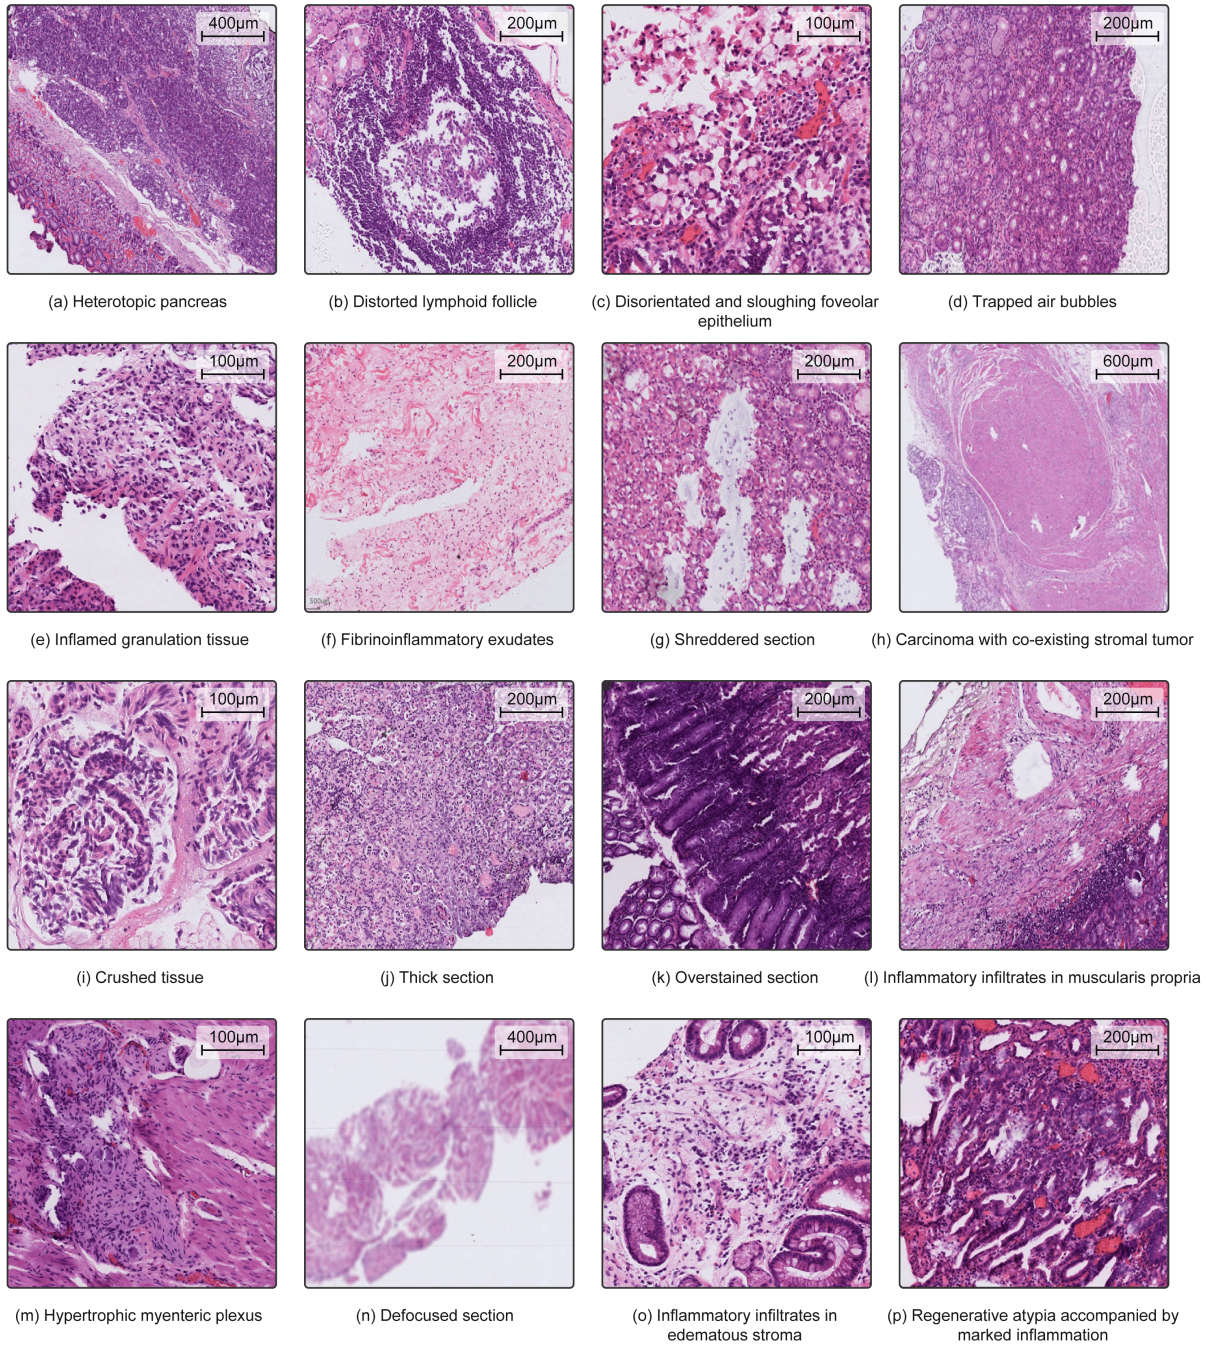 400µm
200µm
100µm
200µm
(a) Heterotopic pancreas
(b) Distorted lymphoid follicle
(c) Disorientated and sloughing foveolar
epithelium
(d) Trapped air bubbles
100µm
200µm
200µm
600µm
500µm
(e) Inflamed granulation tissue
(f) Fibrinoinflammatory exudates
(g) Shreddered section
(h) Carcinoma with co-existing stromal tumor
100µm
200µm
200µm
200µm
(i) Crushed tissue
(j) Thick section
(k) Overstained section
(l) Inflammatory infiltrates in muscularis propria
100µm
400µm
100µm
200µm
(m) Hypertrophic myenteric plexus
(n) Defocused section
(o) Inflammatory infiltrates in
edematous stroma
(p) Regenerative atypia accompanied by
marked inflammation